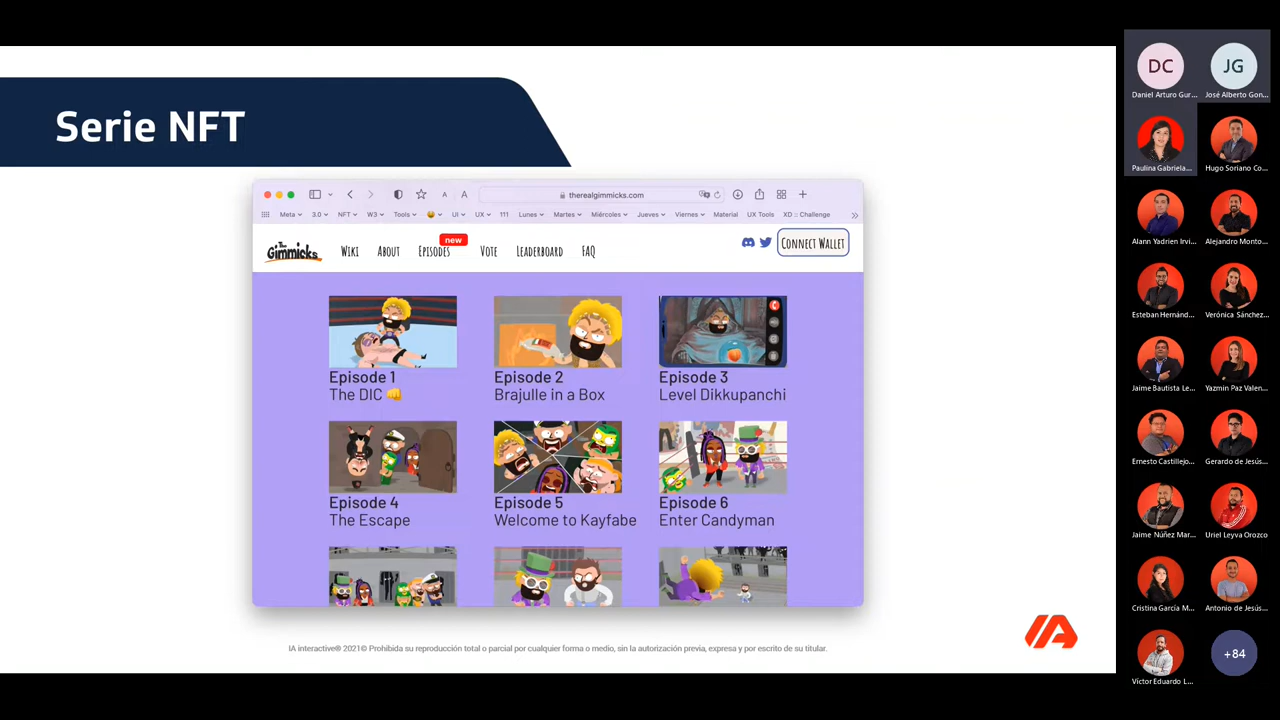 Serie NFT
therealgimmicks.com
Meta 3.0 NFT W3 Tools UI UX 111 Lunes Martes Miércoles Jueves Viernes Material UX Tools XD :: Challenge
The Gimmicks
WIKI ABOUT EPISODES new VOTE LEADERBOARD FAQ CONNECT WALLET
Episode 1
The DIC 👊
Episode 2
Brajulle in a Box
Episode 3
Level Dikkupanchi
Episode 4
The Escape
Episode 5
Welcome to Kayfabe
Episode 6
Enter Candyman
IA interactive® 2021© Prohibida su reproducción total o parcial por cualquier forma o medio, sin la autorización previa, expresa y por escrito de su titular.
IA
DC
JG
Daniel Arturo Gur...
José Alberto Gon...
Paulina Gabriela...
Hugo Soriano Co...
Alann Yadrien Irvi...
Alejandro Monto...
Esteban Hernánd...
Verónica Sánchez...
Jaime Bautista Le...
Yazmin Paz Valen...
Ernesto Castillejo...
Gerardo de Jesús...
Jaime Núñez Mar...
Uriel Leyva Orozco
Cristina García M...
Antonio de Jesús...
Víctor Eduardo L...
+84